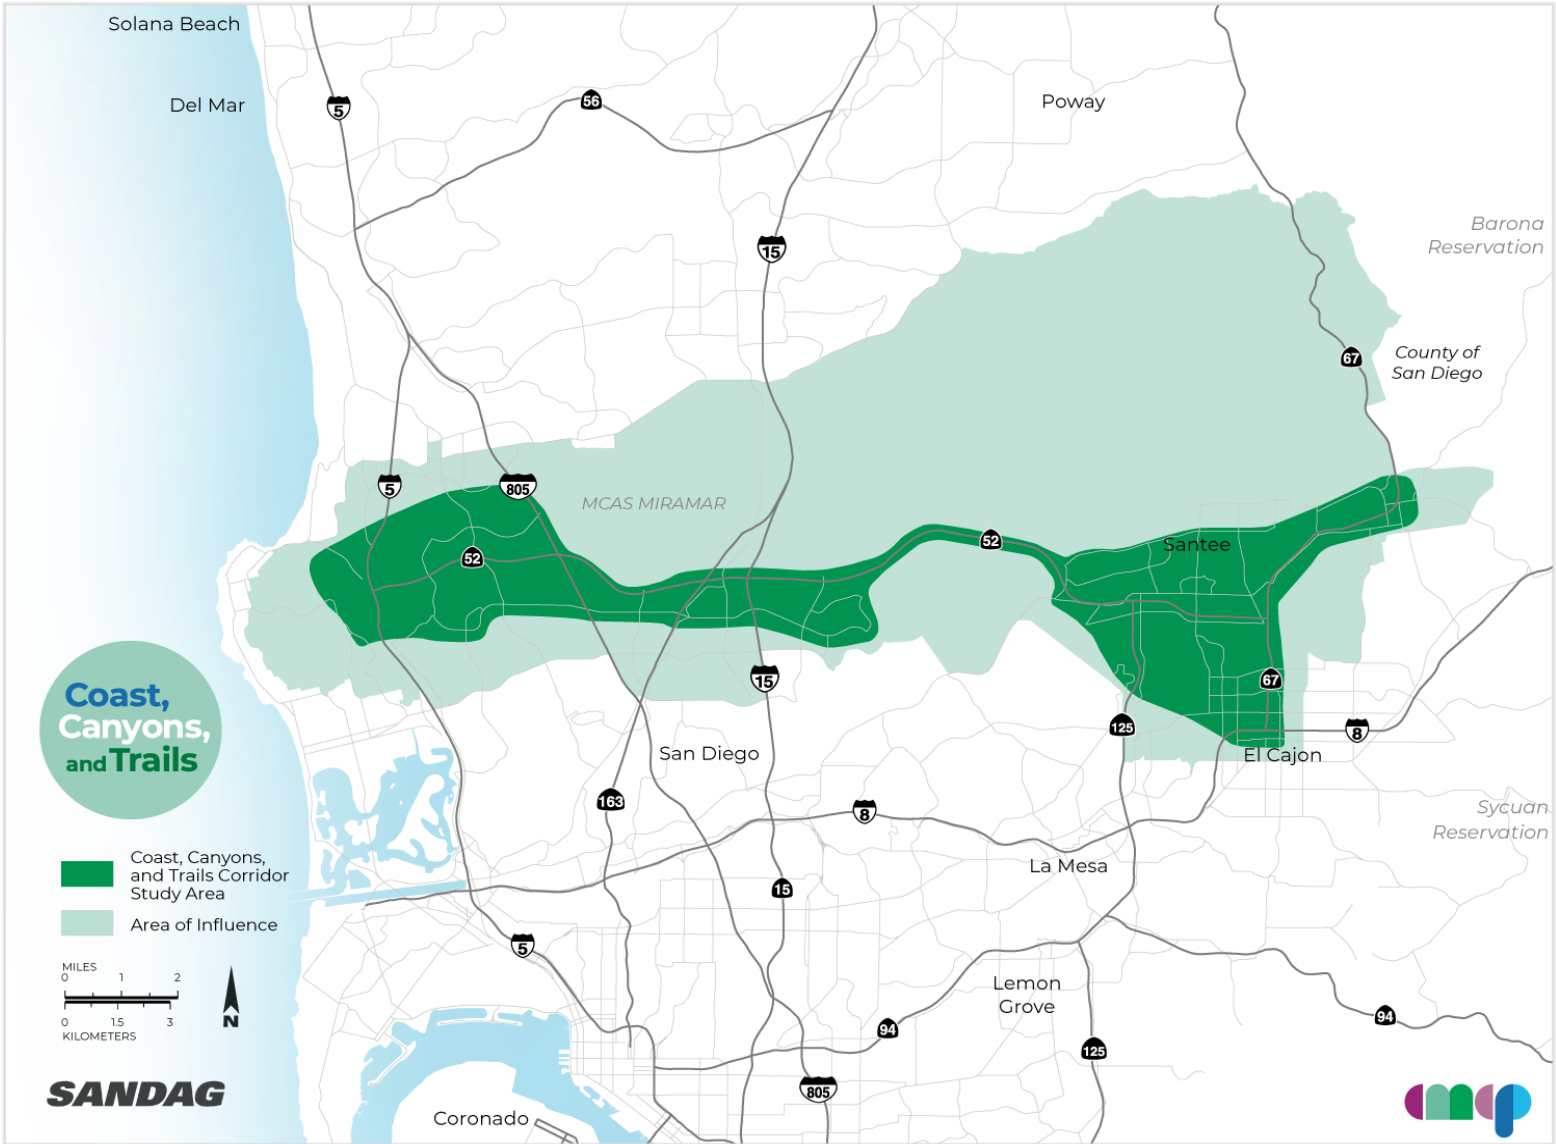 Solana Beach
Del Mar
5
56
Poway
15
Barona
Reservation
67
County of
San Diego
5
805
MCAS MIRAMAR
52
52
Santee
67
15
125
8
El Cajon
San Diego
163
8
La Mesa
Sycuan
Reservation
15
5
Lemon
Grove
94
94
125
805
Coronado
Coast,
Canyons,
and Trails
Coast, Canyons,
and Trails Corridor
Study Area
Area of Influence
MILES
0 1 2
0 1.5 3
KILOMETERS
N
SANDAG
cmcp